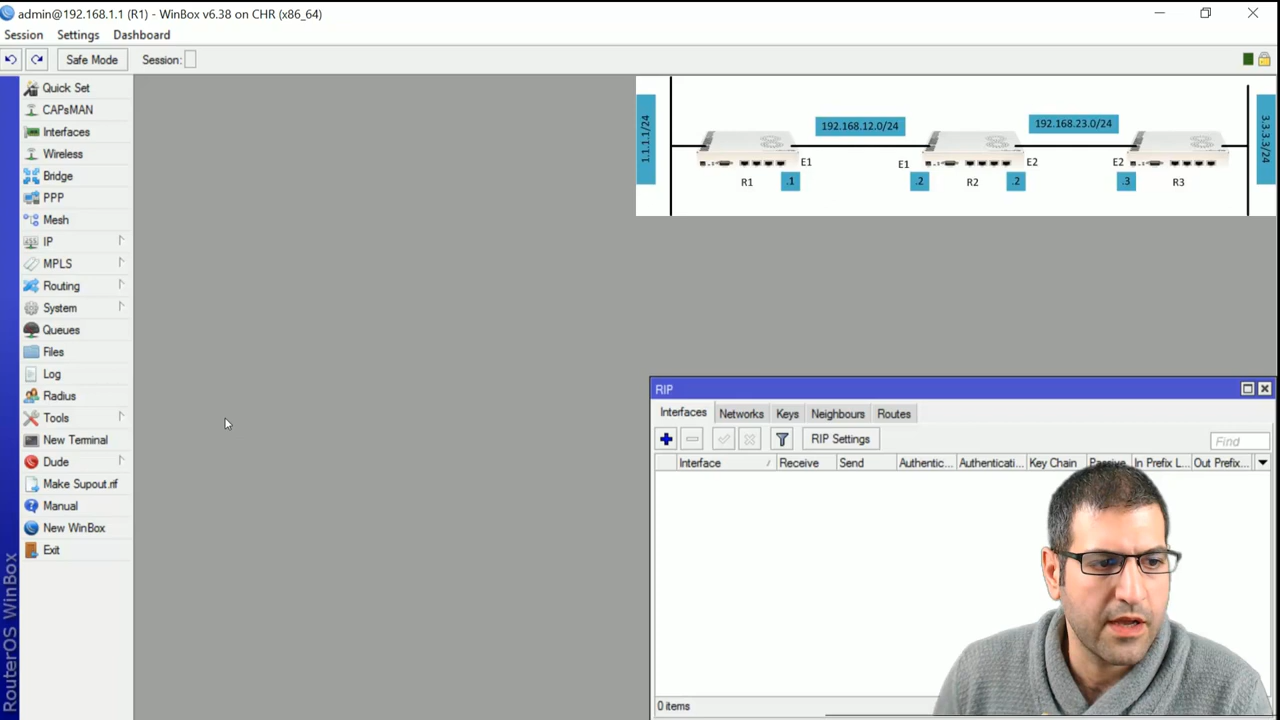 admin@192.168.1.1 (R1) - WinBox v6.38 on CHR (x86_64)
Session Settings Dashboard
Safe Mode Session:
Quick Set
CAPsMAN
Interfaces
Wireless
Bridge
PPP
Mesh
IP
MPLS
Routing
System
Queues
Files
Log
Radius
Tools
New Terminal
Dude
Make Supout.rif
Manual
New WinBox
Exit
RouterOS WinBox
1.1.1.1/24
192.168.12.0/24
192.168.23.0/24
3.3.3.3/24
E1 E1 E2 E2
R1 .1 .2 R2 .2 .3 R3
RIP
Interfaces Networks Keys Neighbours Routes
RIP Settings Find
Interface Receive Send Authentic... Authenticati... Key Chain Passive In Prefix L... Out Prefix...
0 items